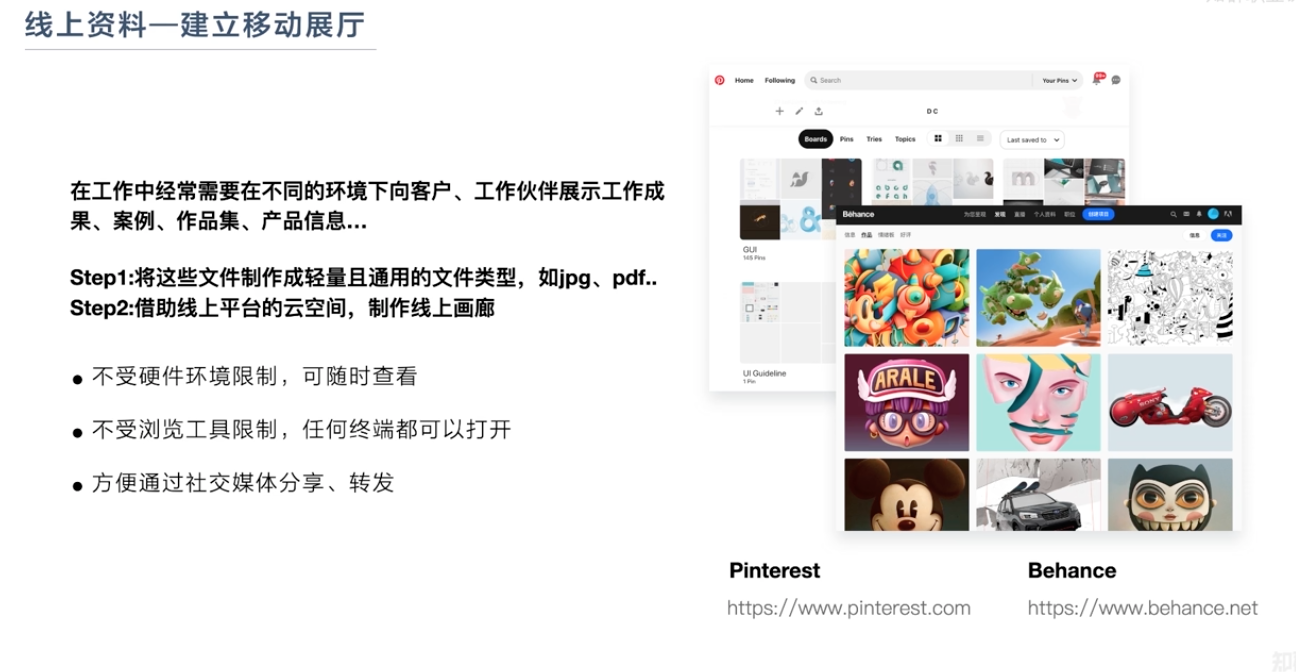 线上资料—建立移动展厅
在工作中经常需要在不同的环境下向客户、工作伙伴展示工作成
果、案例、作品集、产品信息...
Step1:将这些文件制作成轻量且通用的文件类型，如jpg、pdf..
Step2:借助线上平台的云空间，制作线上画廊
● 不受硬件环境限制，可随时查看
● 不受浏览工具限制，任何终端都可以打开
● 方便通过社交媒体分享、转发
Home Following Search Your Pins 99+
D C
Boards Pins Tries Topics Last saved to
GUI
145 Pins
UI Guideline
1 Pin
Bēhance 为您呈现 发现 直播 个人资料 职位 创建项目
信息 作品 情绪板 好评 信息
ARALE
SONY
Pinterest
https://www.pinterest.com
Behance
https://www.behance.net